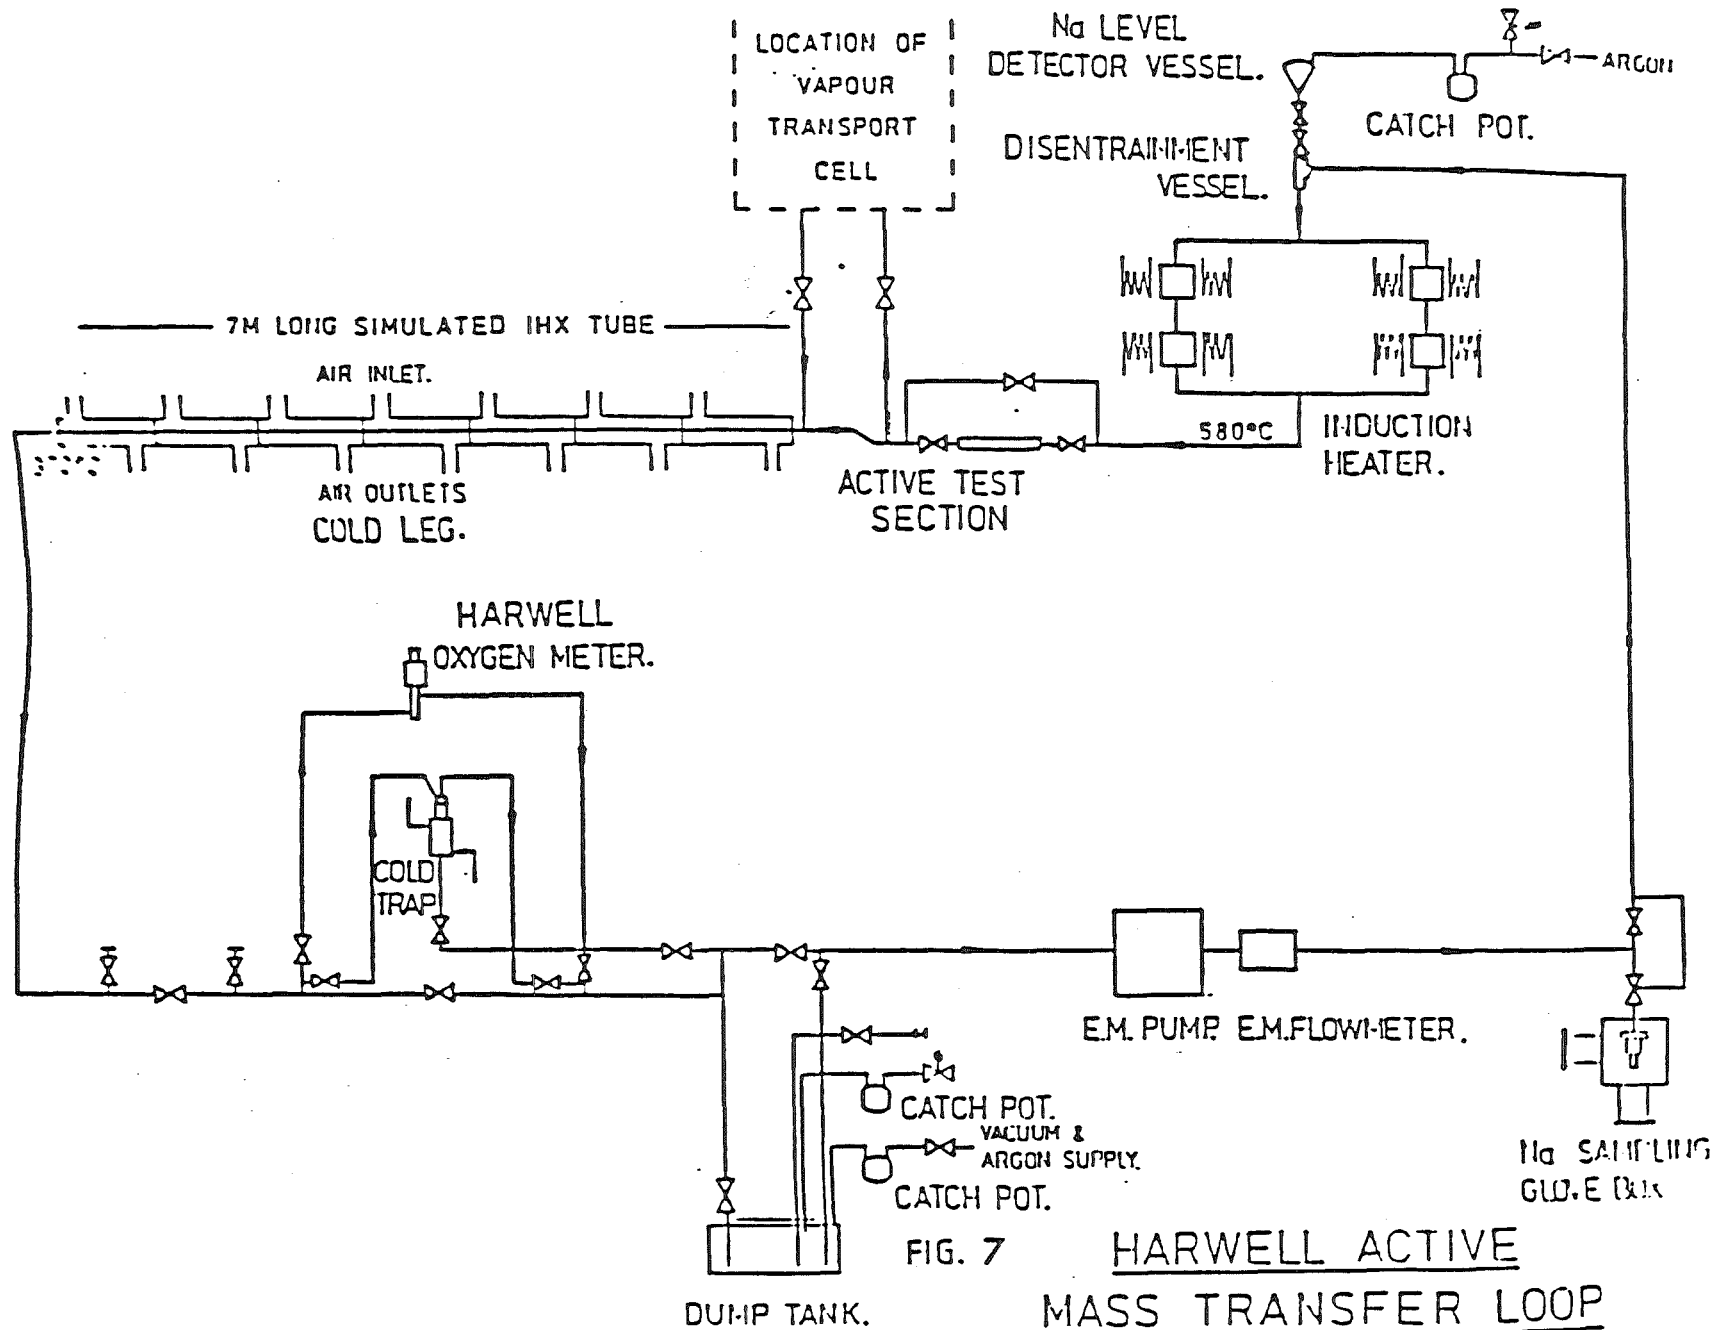 LOCATION OF
VAPOUR
TRANSPORT
CELL
Na LEVEL
DETECTOR VESSEL.
ARGON
CATCH POT.
DISENTRAINMENT
VESSEL.
7M LONG SIMULATED IHX TUBE
AIR INLET.
AIR OUTLETS
COLD LEG.
580°C
INDUCTION
HEATER.
ACTIVE TEST
SECTION
HARWELL
OXYGEN METER.
COLD
TRAP
E.M. PUMP. E.M.FLOWMETER.
CATCH POT.
VACUUM &
ARGON SUPPLY.
CATCH POT.
Na SAMPLING
GLOVE BOX
FIG. 7
HARWELL ACTIVE
MASS TRANSFER LOOP
DUMP TANK.